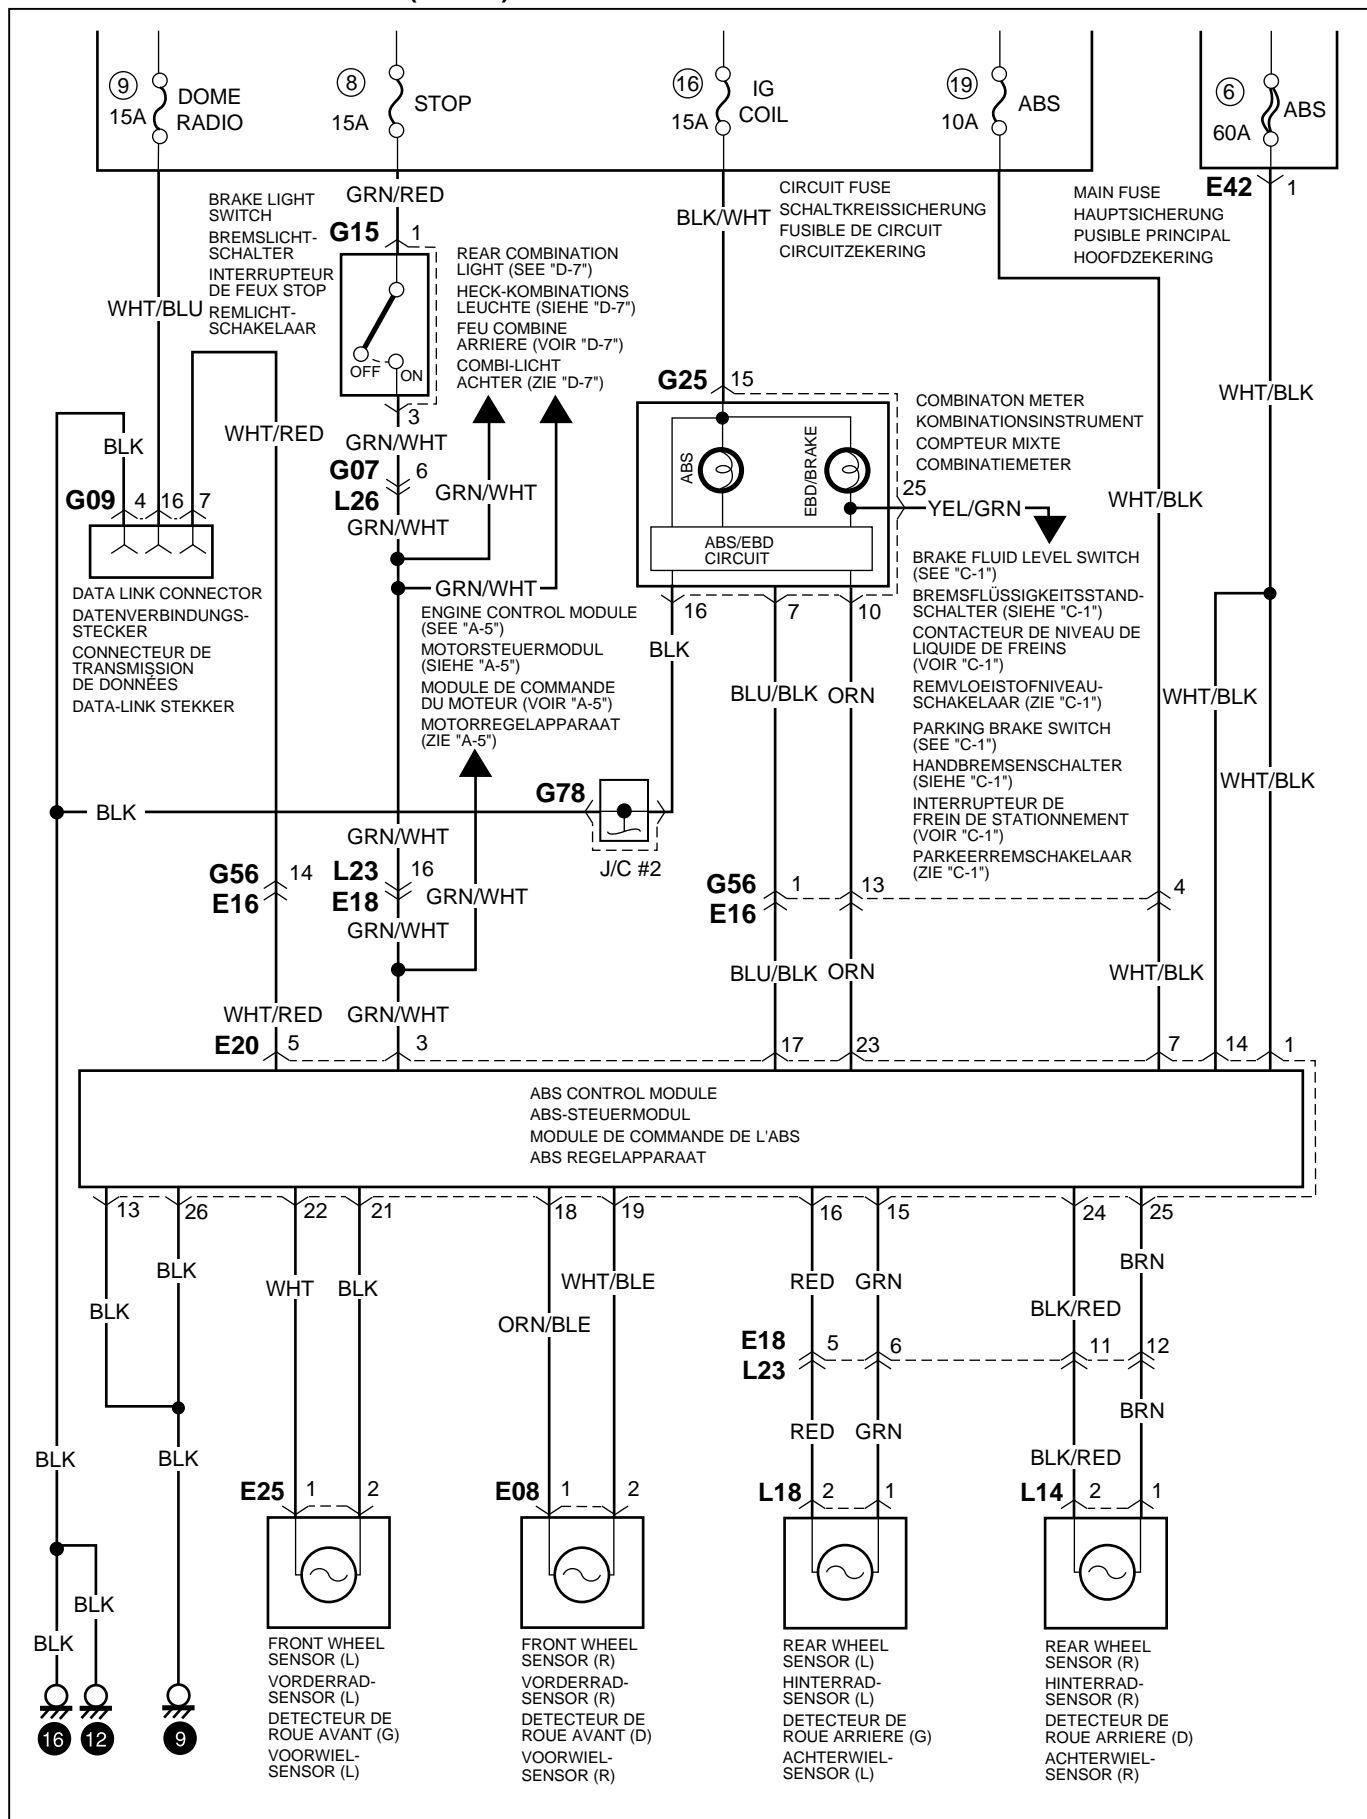 9
15A
DOME
RADIO
8
15A
STOP
16
15A
IG
COIL
19
10A
ABS
6
60A
ABS
E42 1
BRAKE LIGHT
SWITCH
BREMSLICHT-
SCHALTER
INTERRUPTEUR
DE FEUX STOP
REMLICHT-
SCHAKELAAR
GRN/RED
G15 1
OFF
ON
3
BLK/WHT
CIRCUIT FUSE
SCHALTKREISSICHERUNG
FUSIBLE DE CIRCUIT
CIRCUITZEKERING
MAIN FUSE
HAUPTSICHERUNG
PUSIBLE PRINCIPAL
HOOFDZEKERING
REAR COMBINATION
LIGHT (SEE "D-7")
HECK-KOMBINATIONS
LEUCHTE (SIEHE "D-7")
FEU COMBINE
ARRIERE (VOIR "D-7")
COMBI-LICHT
ACHTER (ZIE "D-7")
WHT/BLU
WHT/RED
BLK
G09 4 16 7
DATA LINK CONNECTOR
DATENVERBINDUNGS-
STECKER
CONNECTEUR DE
TRANSMISSION
DE DONNÉES
DATA-LINK STEKKER
GRN/WHT
G07 6
L26
GRN/WHT
GRN/WHT
GRN/WHT
ENGINE CONTROL MODULE
(SEE "A-5")
MOTORSTEUERMODUL
(SIEHE "A-5")
MODULE DE COMMANDE
DU MOTEUR (VOIR "A-5")
MOTORREGELAPPARAAT
(ZIE "A-5")
G25 15
ABS
EBD/BRAKE
ABS/EBD
CIRCUIT
COMBINATON METER
KOMBINATIONSINSTRUMENT
COMPTEUR MIXTE
COMBINATIEMETER
25
YEL/GRN
16 7 10
BLK
BLU/BLK ORN
BRAKE FLUID LEVEL SWITCH
(SEE "C-1")
BREMSFLÜSSIGKEITSSTAND-
SCHALTER (SIEHE "C-1")
CONTACTEUR DE NIVEAU DE
LIQUIDE DE FREINS
(VOIR "C-1")
REMVLOEISTOFNIVEAU-
SCHAKELAAR (ZIE "C-1")
PARKING BRAKE SWITCH
(SEE "C-1")
HANDBREMSENSCHALTER
(SIEHE "C-1")
INTERRUPTEUR DE
FREIN DE STATIONNEMENT
(VOIR "C-1")
PARKEERREMSCHAKELAAR
(ZIE "C-1")
WHT/BLK
WHT/BLK
WHT/BLK
WHT/BLK
BLK
G78
J/C #2
GRN/WHT
G56 14
E16
L23 16
E18
GRN/WHT
GRN/WHT
G56 1 13 4
E16
BLU/BLK ORN
WHT/BLK
WHT/RED GRN/WHT
E20 5 3 17 23 7 14 1
ABS CONTROL MODULE
ABS-STEUERMODUL
MODULE DE COMMANDE DE L'ABS
ABS REGELAPPARAAT
13 26 22 21 18 19 16 15 24 25
BLK
BLK
WHT BLK
WHT/BLE
ORN/BLE
RED GRN
BRN
BLK/RED
E18 5 6 11 12
L23
RED GRN
BRN
BLK/RED
BLK
BLK
E25 1 2
E08 1 2
L18 2 1
L14 2 1
BLK
BLK
FRONT WHEEL
SENSOR (L)
VORDERRAD-
SENSOR (L)
DETECTEUR DE
ROUE AVANT (G)
VOORWIEL-
SENSOR (L)
FRONT WHEEL
SENSOR (R)
VORDERRAD-
SENSOR (R)
DETECTEUR DE
ROUE AVANT (D)
VOORWIEL-
SENSOR (R)
REAR WHEEL
SENSOR (L)
HINTERRAD-
SENSOR (L)
DETECTEUR DE
ROUE ARRIERE (G)
ACHTERWIEL-
SENSOR (L)
REAR WHEEL
SENSOR (R)
HINTERRAD-
SENSOR (R)
DETECTEUR DE
ROUE ARRIERE (D)
ACHTERWIEL-
SENSOR (R)
16 12 9